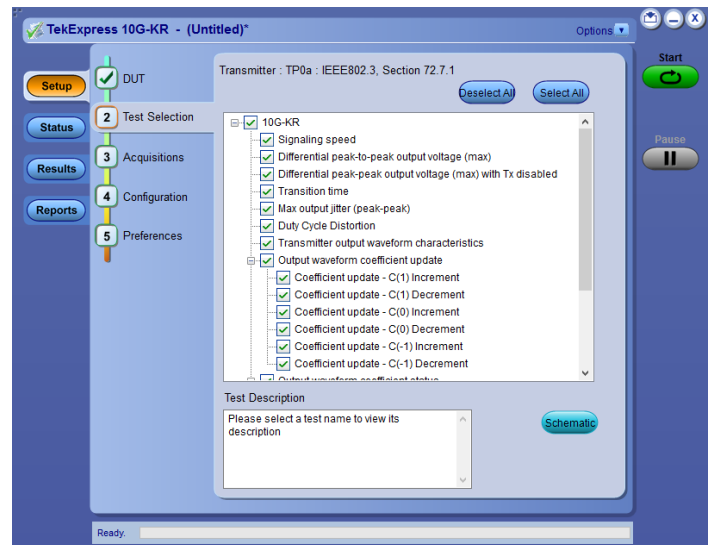 TekExpress 10G-KR - (Untitled)*
Options
Setup
Status
Results
Reports
DUT
2 Test Selection
3 Acquisitions
4 Configuration
5 Preferences
Transmitter : TP0a : IEEE802.3, Section 72.7.1
Deselect All
Select All
10G-KR
Signaling speed
Differential peak-to-peak output voltage (max)
Differential peak-peak output voltage (max) with Tx disabled
Transition time
Max output jitter (peak-peak)
Duty Cycle Distortion
Transmitter output waveform characteristics
Output waveform coefficient update
Coefficient update - C(1) Increment
Coefficient update - C(1) Decrement
Coefficient update - C(0) Increment
Coefficient update - C(0) Decrement
Coefficient update - C(-1) Increment
Coefficient update - C(-1) Decrement
Output waveform coefficient status
Test Description
Please select a test name to view its
description
Schematic
Start
Pause
Ready.